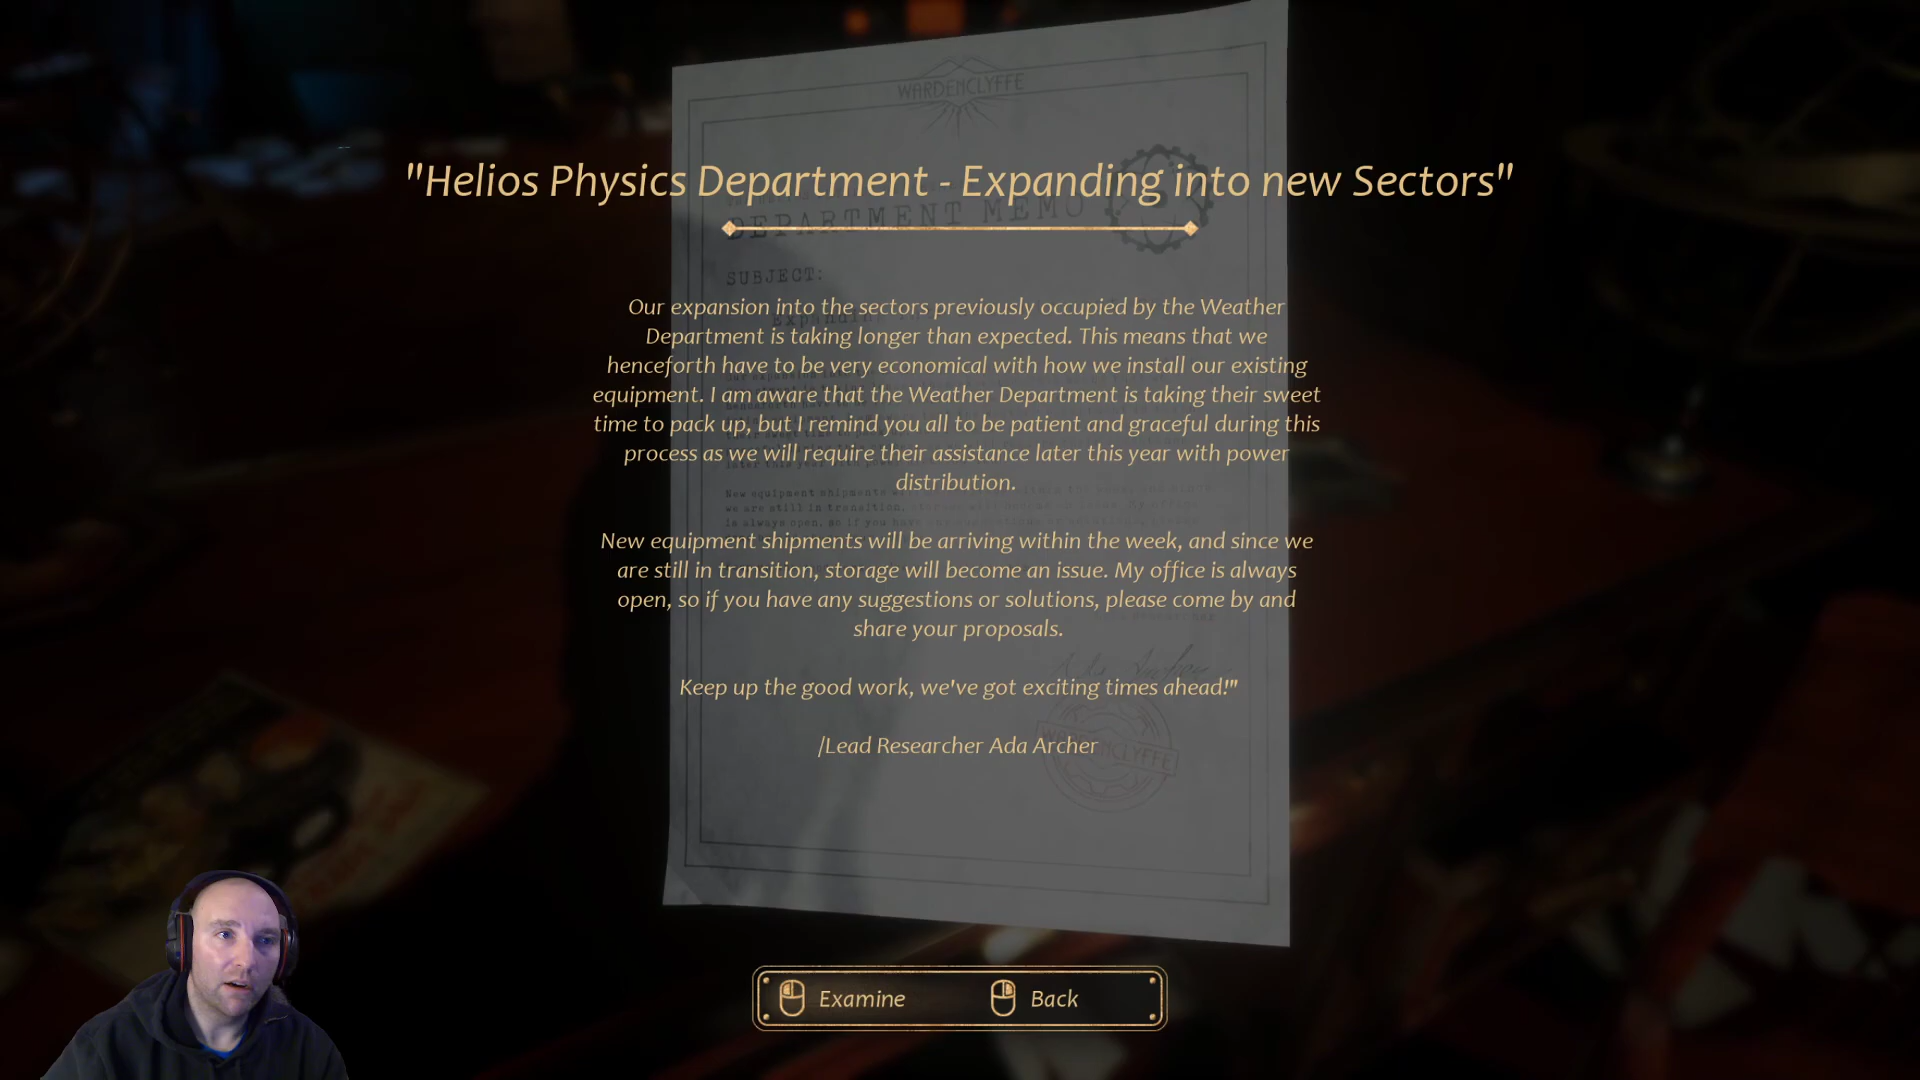 WARDENCLYFFE
"Helios Physics Department - Expanding into new Sectors"
DEPARTMENT MEMO
SUBJECT:
Our expansion into the sectors previously occupied by the Weather
Department is taking longer than expected. This means that we
henceforth have to be very economical with how we install our existing
equipment. I am aware that the Weather Department is taking their sweet
time to pack up, but I remind you all to be patient and graceful during this
process as we will require their assistance later this year with power
distribution.
New equipment shipments will be arriving within the week, and since we
are still in transition, storage will become an issue. My office is always
open, so if you have any suggestions or solutions, please come by and
share your proposals.
Keep up the good work, we've got exciting times ahead!"
/Lead Researcher Ada Archer
WARDENCLYFFE
Examine
Back